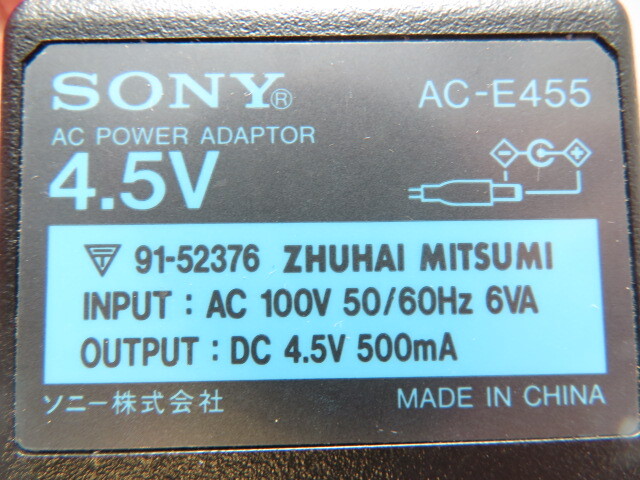 SONY® AC-E455
AC POWER ADAPTOR
4.5V
91-52376 ZHUHAI MITSUMI
INPUT : AC 100V 50/60Hz 6VA
OUTPUT : DC 4.5V 500mA
ソニー株式会社 MADE IN CHINA